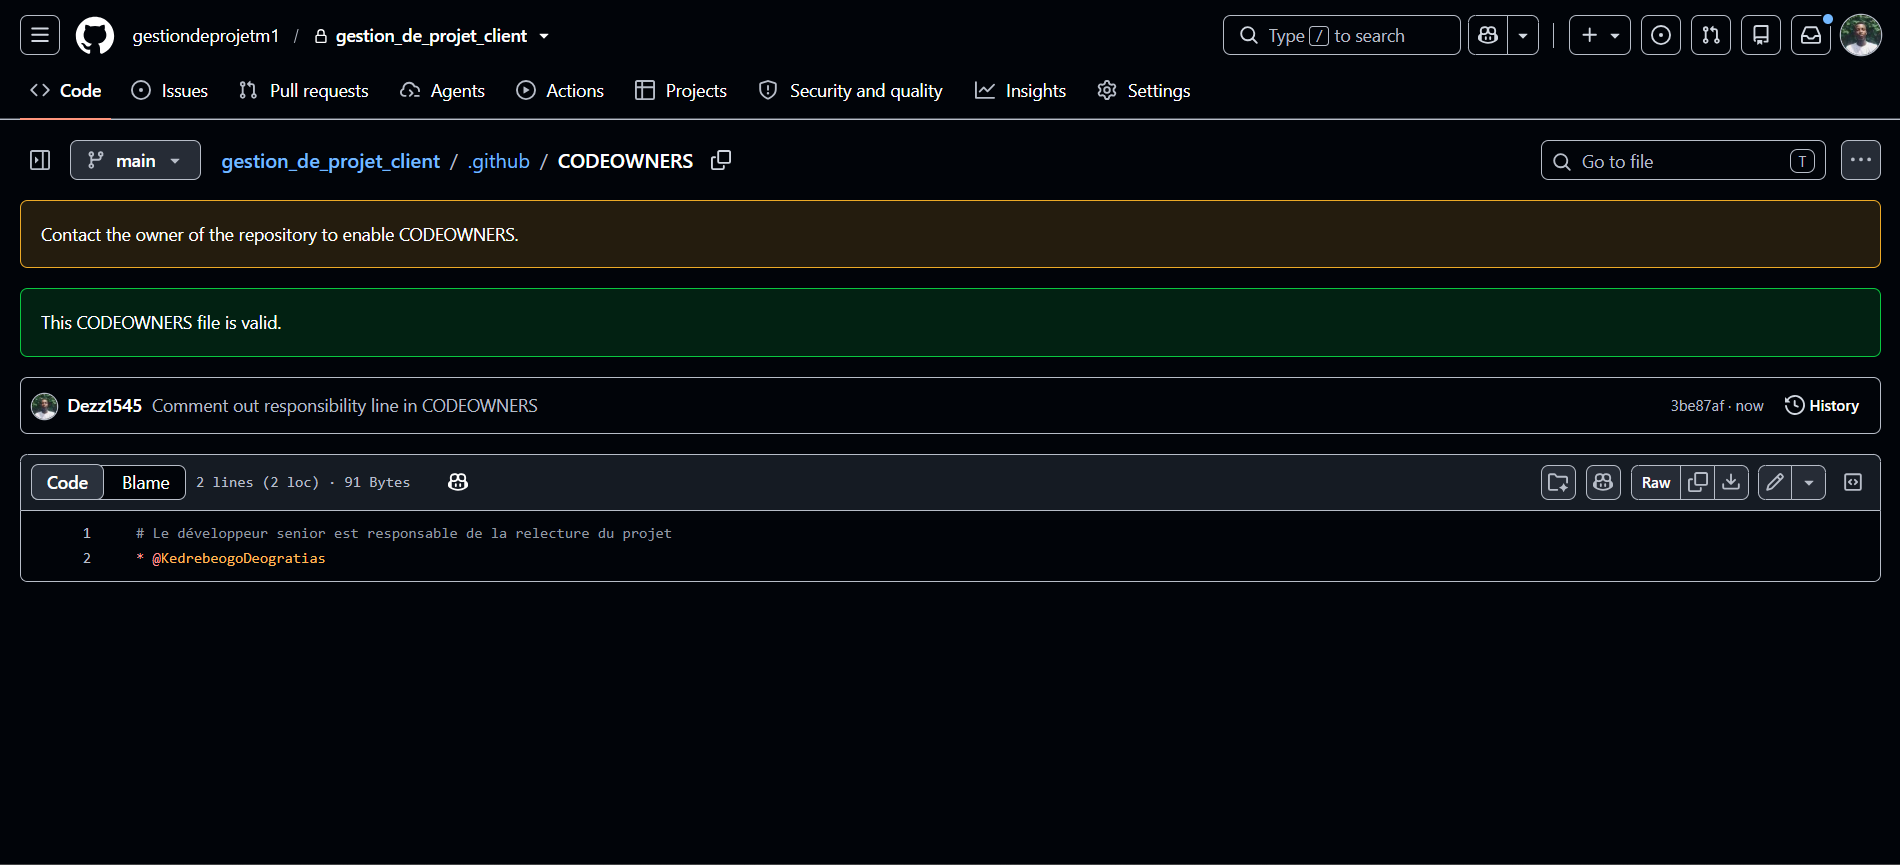 gestiondeprojetm1 / gestion_de_projet_client
Type / to search
Code Issues Pull requests Agents Actions Projects Security and quality Insights Settings
main gestion_de_projet_client / .github / CODEOWNERS
Go to file T
Contact the owner of the repository to enable CODEOWNERS.
This CODEOWNERS file is valid.
Dezz1545 Comment out responsibility line in CODEOWNERS 3be87af · now History
Code Blame 2 lines (2 loc) · 91 Bytes Raw
1 # Le développeur senior est responsable de la relecture du projet
2 * @KedrebeogoDeogratias